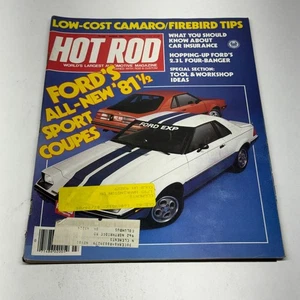 LOW-COST CAMARO/FIREBIRD TIPS
HOT ROD
WORLD'S LARGEST AUTOMOTIVE MAGAZINE
WHAT YOU SHOULD
KNOW ABOUT
CAR INSURANCE
HOPPING-UP FORD'S
2.3L FOUR-BANGER
SPECIAL SECTION:
TOOL & WORKSHOP
IDEAS
FORD'S
ALL-NEW '81 1/2
SPORT
COUPES
FORD EXP